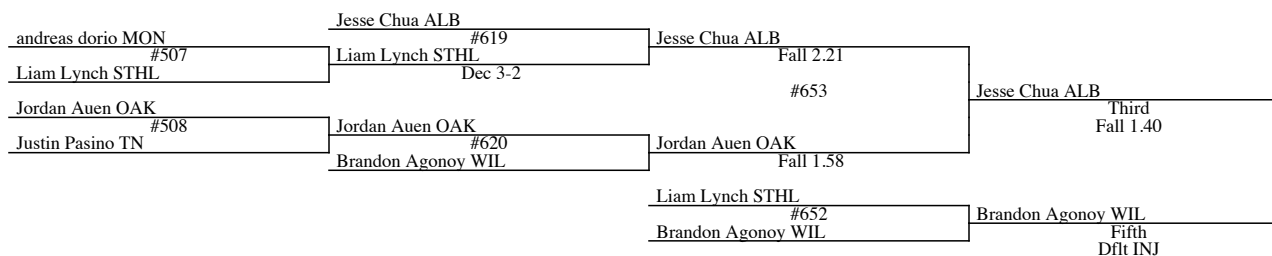 Jesse Chua ALB
andreas dorio MON
#619
Jesse Chua ALB
#507
Liam Lynch STHL
Fall 2.21
Liam Lynch STHL
Dec 3-2
#653
Jesse Chua ALB
Jordan Auen OAK
Third
#508
Jordan Auen OAK
Fall 1.40
Justin Pasino TN
#620
Jordan Auen OAK
Brandon Agonoy WIL
Fall 1.58
Liam Lynch STHL
#652
Brandon Agonoy WIL
Brandon Agonoy WIL
Fifth
Dflt INJ